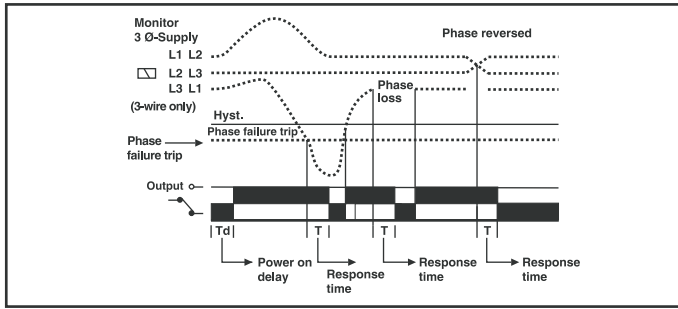 Monitor
3 Ø-Supply
Phase reversed
L1 L2
L2 L3
L3 L1
Phase
loss
(3-wire only)
Hyst.
Phase failure trip
Phase
failure trip
Output
Td
T
T
T
Power on
delay
Response
time
Response
time
Response
time